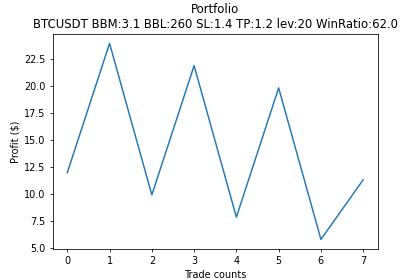 Portfolio
BTCUSDT BBM:3.1 BBL:260 SL:1.4 TP:1.2 lev:20 WinRatio:62.0
22.5
20.0
17.5
15.0
12.5
10.0
7.5
5.0
Profit ($)
0 1 2 3 4 5 6 7
Trade counts